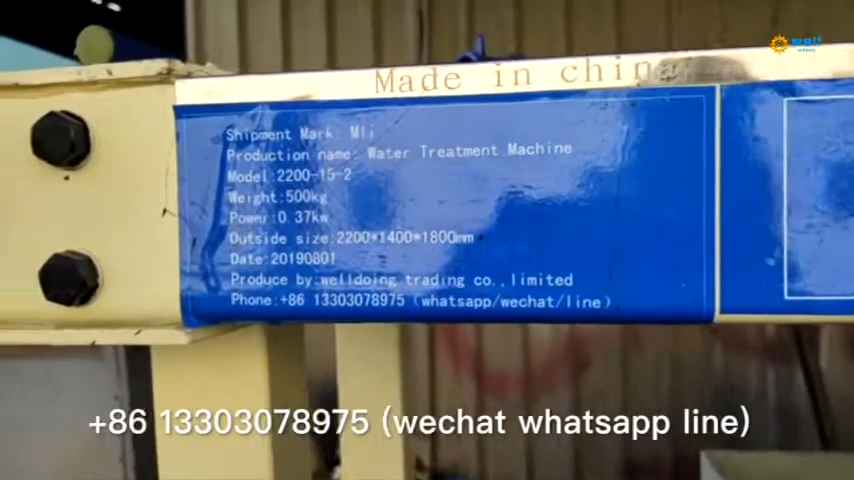 well
Made in china
Shipment Mark: Mli
Production name: Water Treatment Machine
Model:2200-15-2
Weight:500kg
Power:0.37kw
Outside size:2200*1400*1800mm
Date:20190801
Produce by:welldoing trading co.,limited
Phone:+86 13303078975 (whatsapp/wechat/line)
+86 13303078975 (wechat whatsapp line)